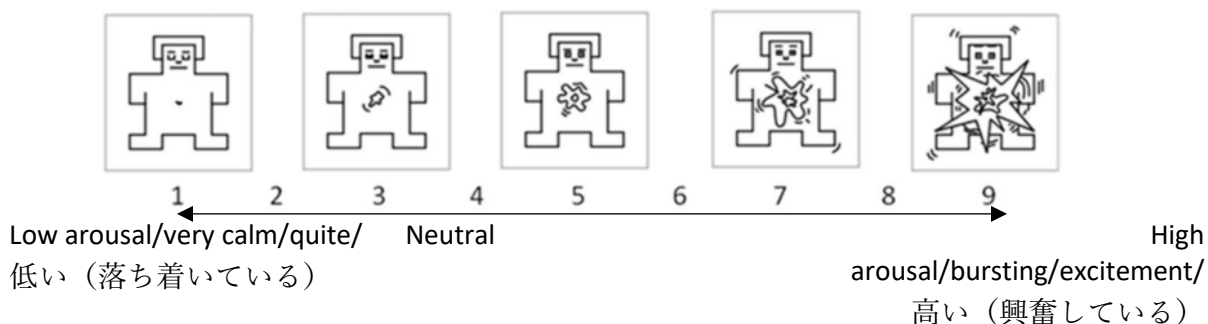 1 2 3 4 5 6 7 8 9
Low arousal/very calm/quite/ Neutral High
低い（落ち着いている） arousal/bursting/excitement/
高い（興奮している）